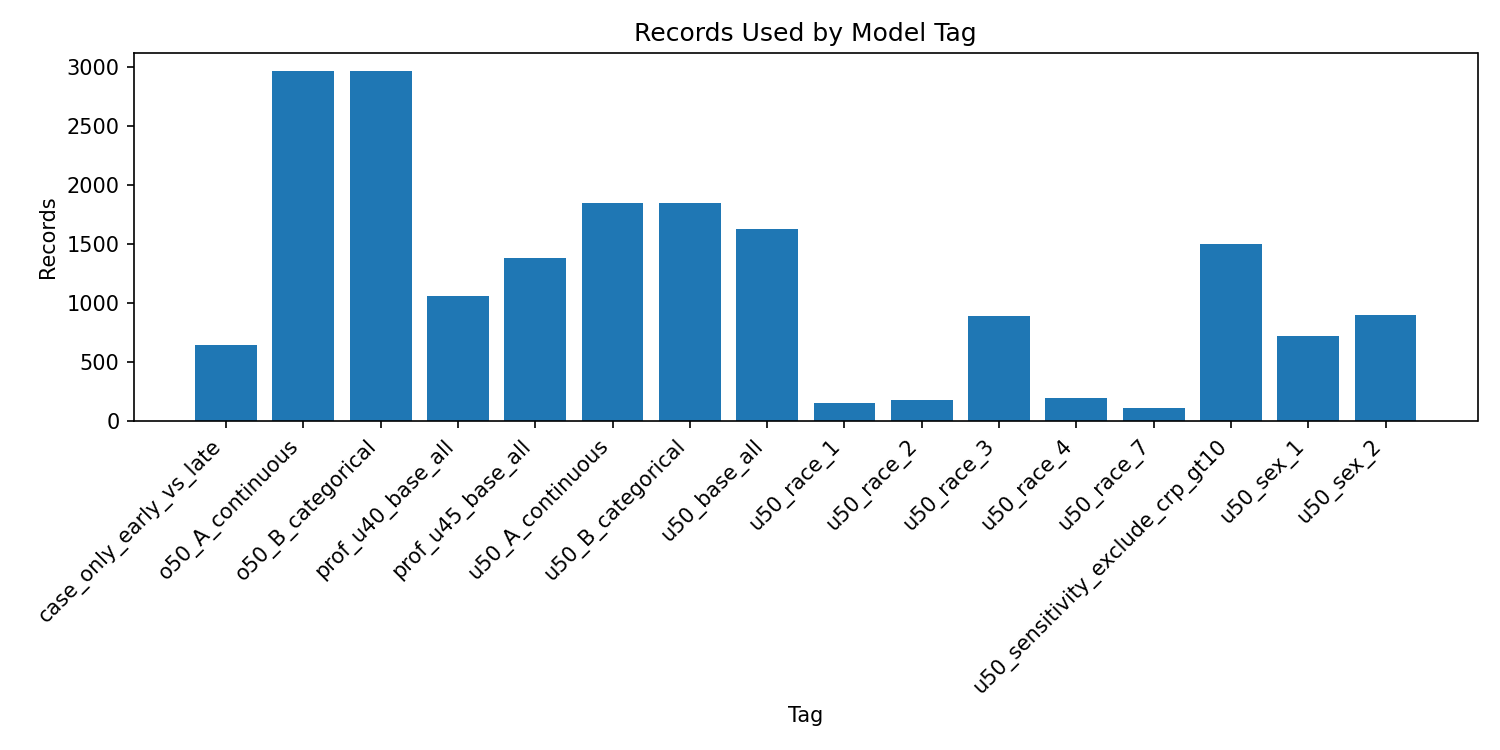 Records Used by Model Tag
3000
2500
2000
1500
1000
500
0
Records
case_only_early_vs_late
o50_A_continuous
o50_B_categorical
prof_u40_base_all
prof_u45_base_all
u50_A_continuous
u50_B_categorical
u50_base_all
u50_race_1
u50_race_2
u50_race_3
u50_race_4
u50_race_7
u50_sensitivity_exclude_crp_gt10
u50_sex_1
u50_sex_2
Tag